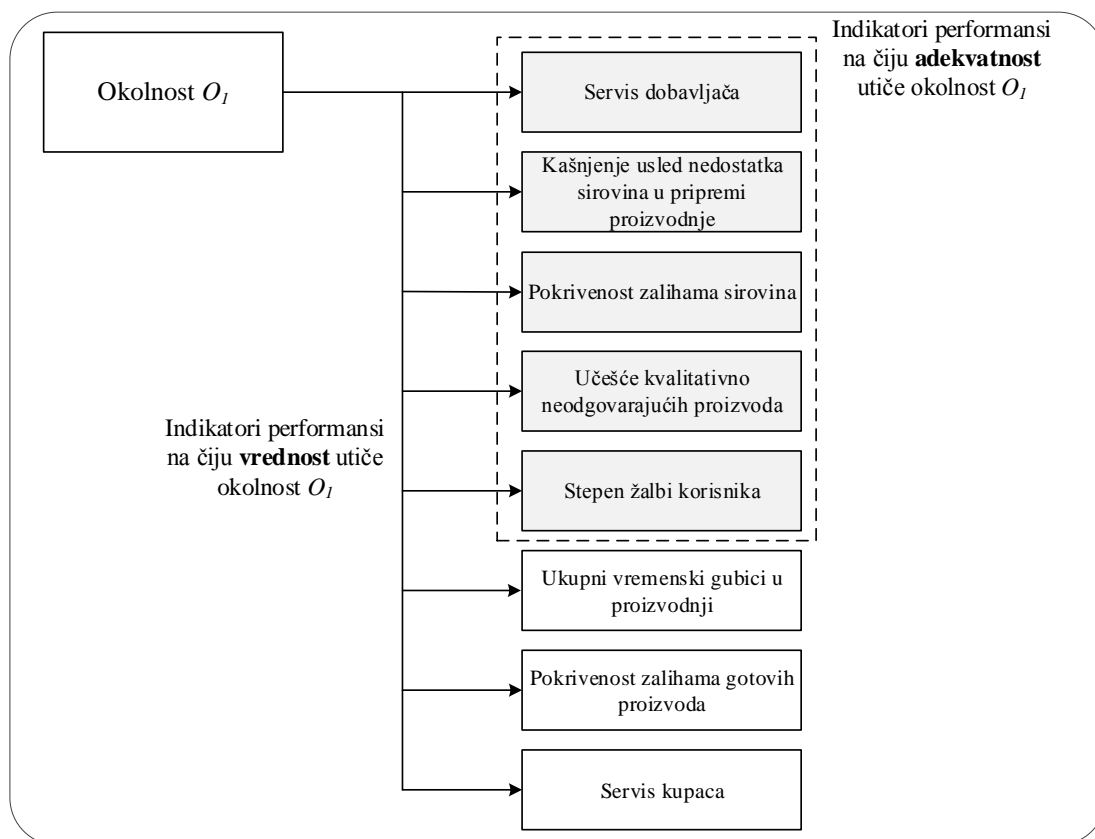 Okolnost O1
Indikatori performansi
na čiju adekvatnost
utiče okolnost O1
Servis dobavljača
Kašnjenje usled nedostatka
sirovina u pripremi
proizvodnje
Pokrivenost zalihama sirovina
Učešće kvalitativno
neodgovarajućih proizvoda
Indikatori performansi
na čiju vrednost utiče
okolnost O1
Stepen žalbi korisnika
Ukupni vremenski gubici u
proizvodnji
Pokrivenost zalihama gotovih
proizvoda
Servis kupaca